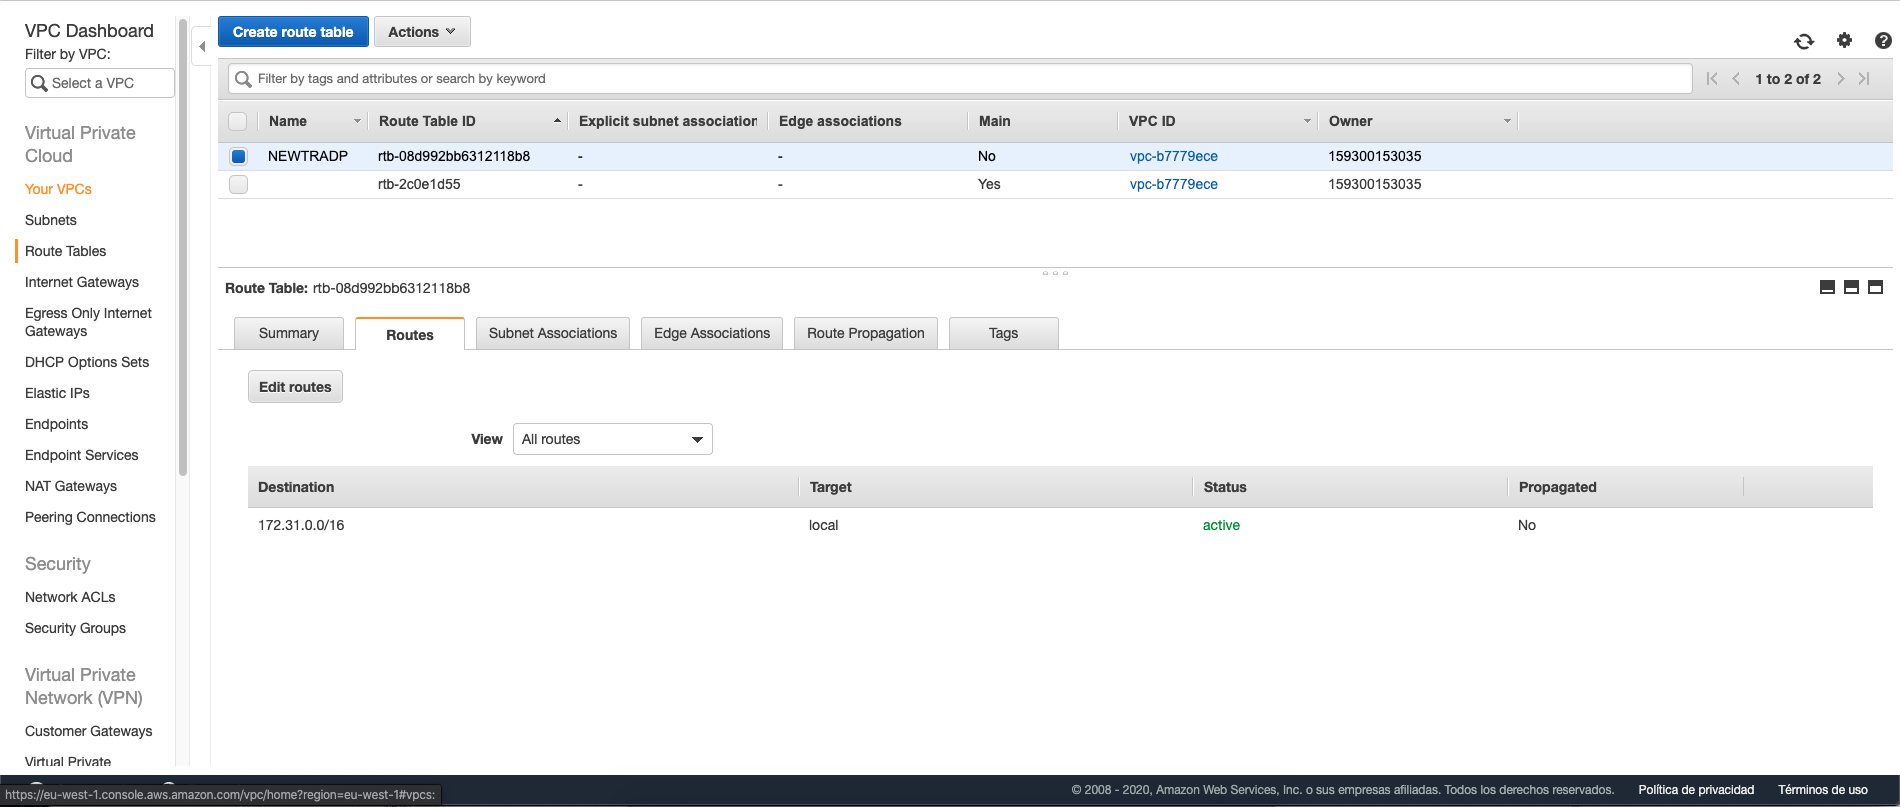 VPC Dashboard
Filter by VPC:
Select a VPC
Virtual Private
Cloud
Your VPCs
Subnets
Route Tables
Internet Gateways
Egress Only Internet
Gateways
DHCP Options Sets
Elastic IPs
Endpoints
Endpoint Services
NAT Gateways
Peering Connections
Security
Network ACLs
Security Groups
Virtual Private
Network (VPN)
Customer Gateways
Virtual Private
Create route table Actions
Filter by tags and attributes or search by keyword
1 to 2 of 2
Name Route Table ID Explicit subnet association Edge associations Main VPC ID Owner
NEWTRADP rtb-08d992bb6312118b8 - - No vpc-b7779ece 159300153035
rtb-2c0e1d55 - - Yes vpc-b7779ece 159300153035
Route Table: rtb-08d992bb6312118b8
Summary Routes Subnet Associations Edge Associations Route Propagation Tags
Edit routes
View All routes
Destination Target Status Propagated
172.31.0.0/16 local active No
https://eu-west-1.console.aws.amazon.com/vpc/home?region=eu-west-1#vpcs:
© 2008 - 2020, Amazon Web Services, Inc. o sus empresas afiliadas. Todos los derechos reservados. Política de privacidad Términos de uso